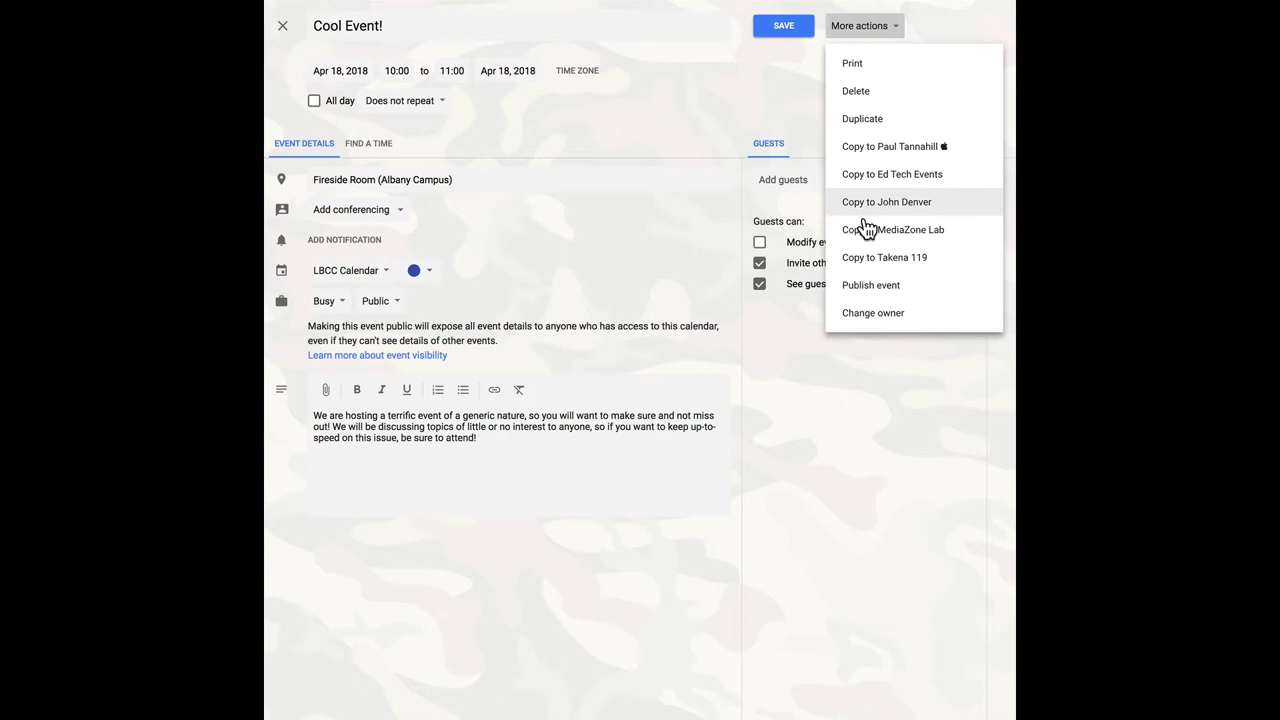 Cool Event!
SAVE
More actions
Apr 18, 2018 10:00 to 11:00 Apr 18, 2018 TIME ZONE
All day Does not repeat
EVENT DETAILS FIND A TIME
Fireside Room (Albany Campus)
Add conferencing
ADD NOTIFICATION
LBCC Calendar
Busy Public
Making this event public will expose all event details to anyone who has access to this calendar,
even if they can't see details of other events.
Learn more about event visibility
We are hosting a terrific event of a generic nature, so you will want to make sure and not miss
out! We will be discussing topics of little or no interest to anyone, so if you want to keep up-to-
speed on this issue, be sure to attend!
GUESTS
Add guests
Guests can:
Modify
Invite
See
Print
Delete
Duplicate
Copy to Paul Tannahill
Copy to Ed Tech Events
Copy to John Denver
MediaZone Lab
Copy to Takena 119
Publish event
Change owner